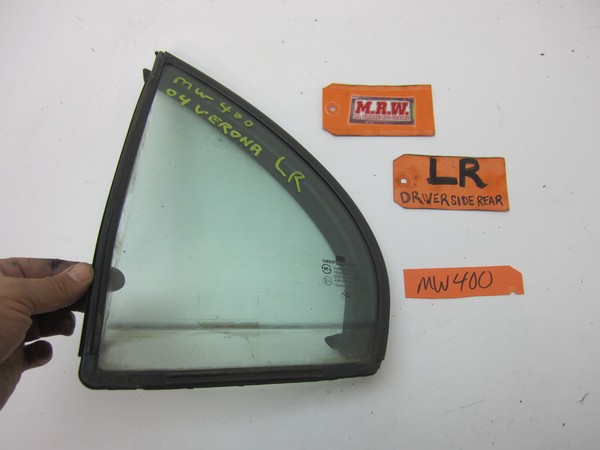 MW 400
04 VERONA LR
M.R.W.
LR
DRIVER SIDE REAR
MW400